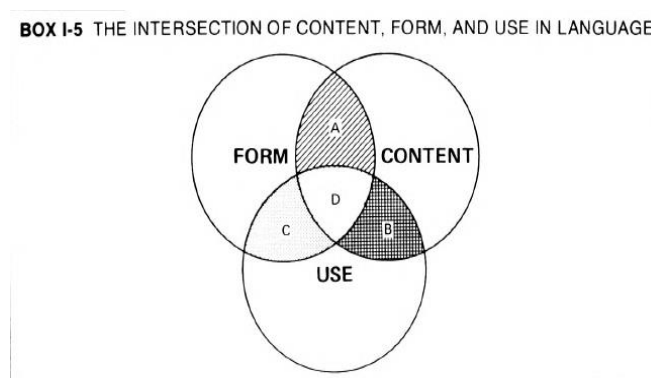 BOX I-5 THE INTERSECTION OF CONTENT, FORM, AND USE IN LANGUAGE
A
FORM
CONTENT
D
C
B
USE